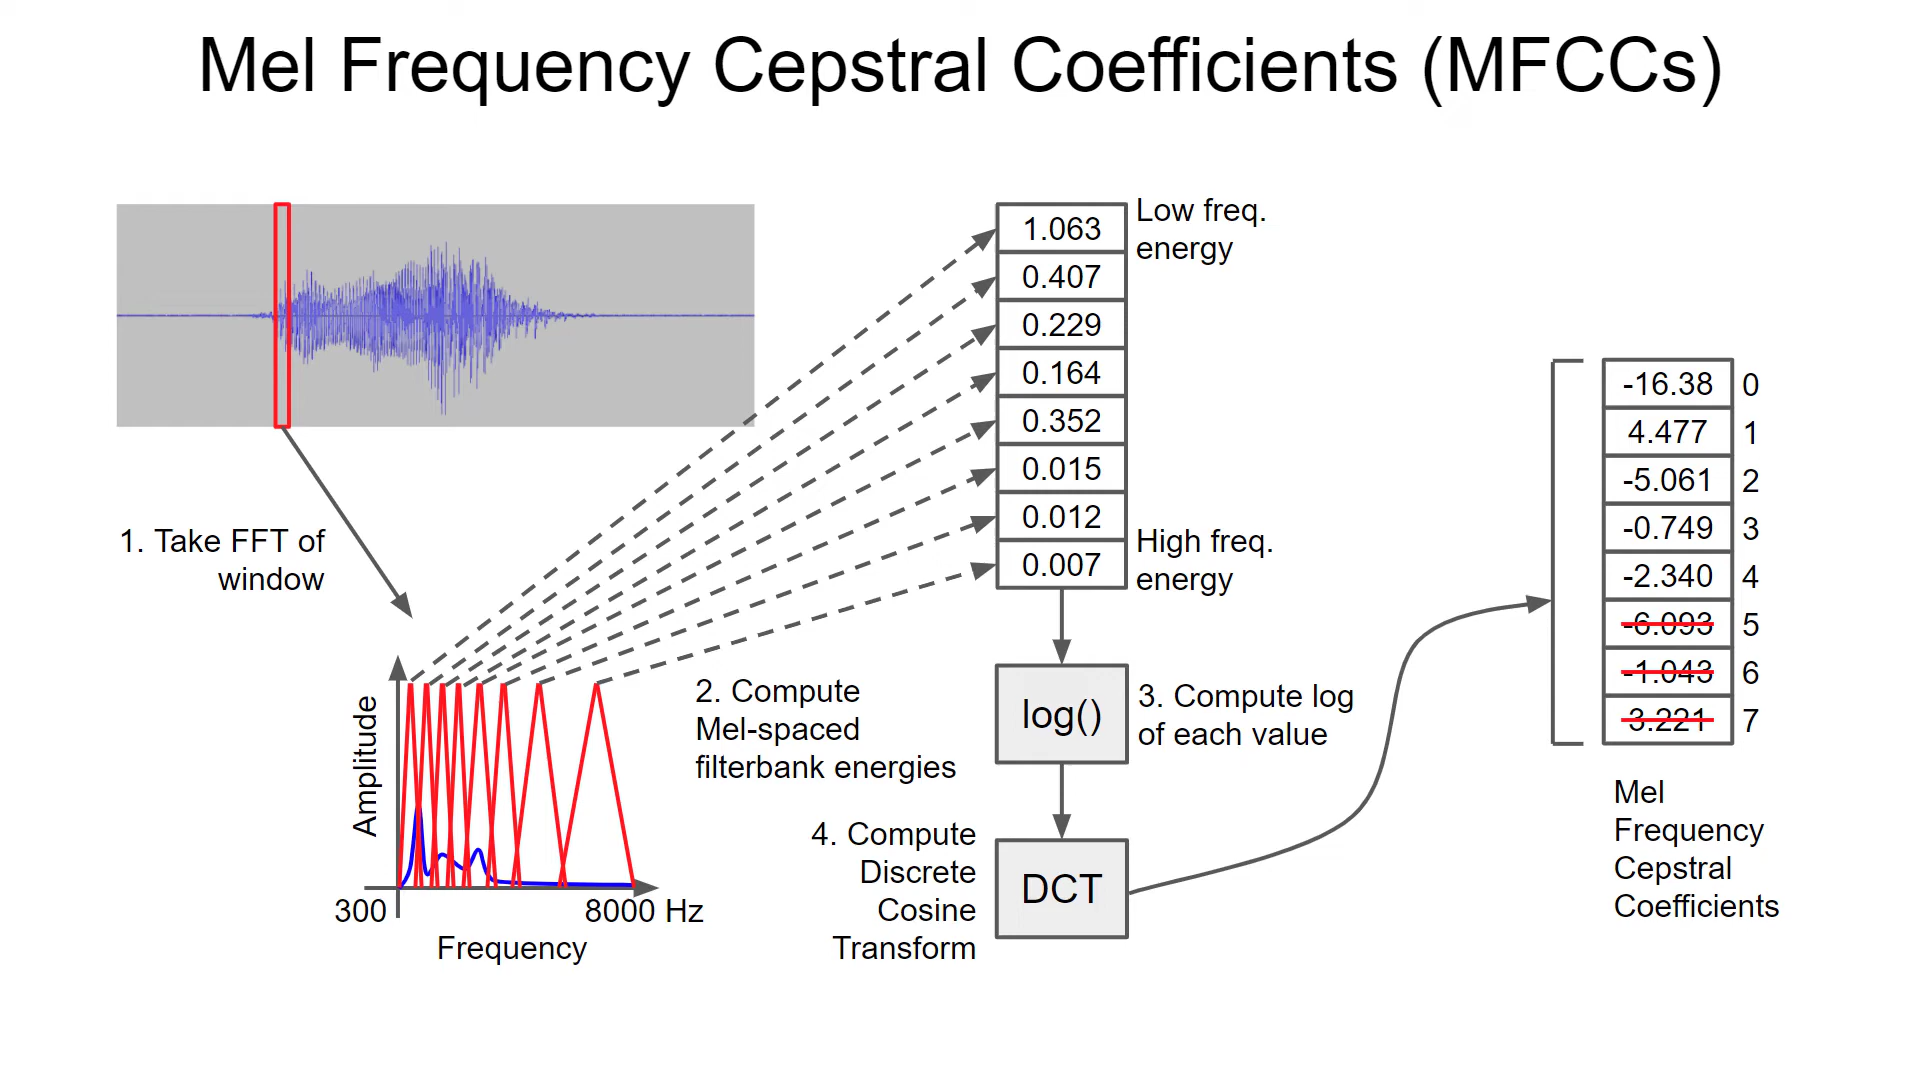 Mel Frequency Cepstral Coefficients (MFCCs)
1. Take FFT of
window
Amplitude
300
8000 Hz
Frequency
2. Compute
Mel-spaced
filterbank energies
1.063
0.407
0.229
0.164
0.352
0.015
0.012
0.007
Low freq.
energy
High freq.
energy
log()
3. Compute log
of each value
4. Compute
Discrete
Cosine
Transform
DCT
-16.38 0
4.477 1
-5.061 2
-0.749 3
-2.340 4
-6.093 5
-1.043 6
3.221 7
Mel
Frequency
Cepstral
Coefficients